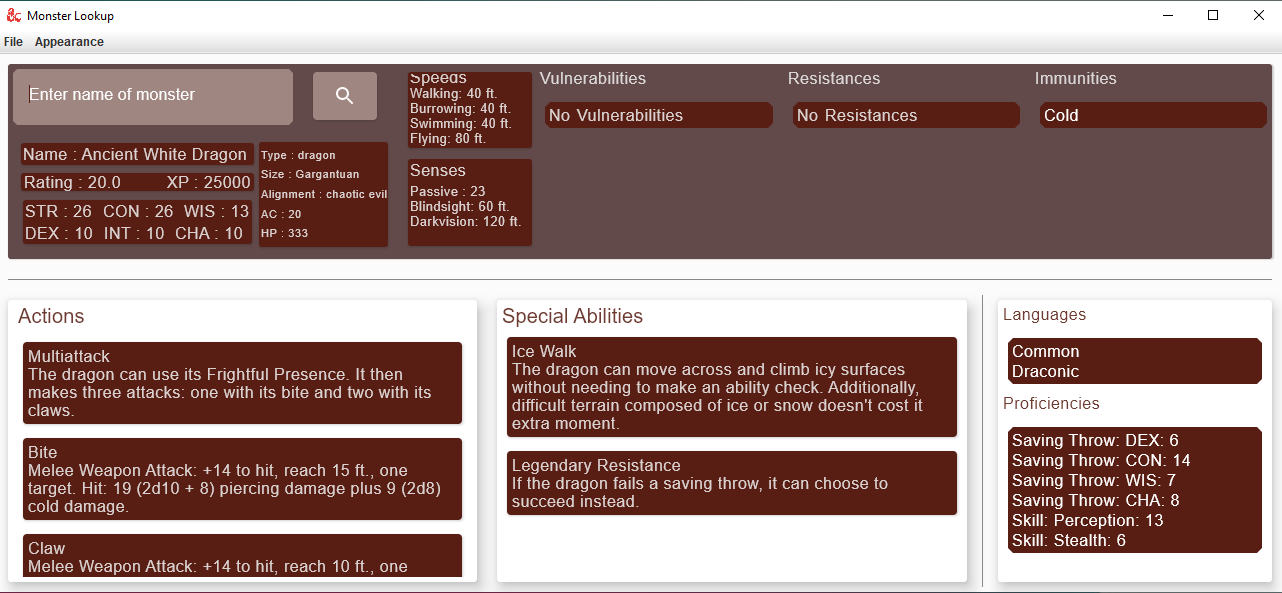 Monster Lookup
File Appearance
Enter name of monster
Name : Ancient White Dragon
Rating : 20.0 XP : 25000
STR : 26 CON : 26 WIS : 13
DEX : 10 INT : 10 CHA : 10
Type : dragon
Size : Gargantuan
Alignment : chaotic evil
AC : 20
HP : 333
Speeds
Walking: 40 ft.
Burrowing: 40 ft.
Swimming: 40 ft.
Flying: 80 ft.
Senses
Passive : 23
Blindsight: 60 ft.
Darkvision: 120 ft.
Vulnerabilities
No Vulnerabilities
Resistances
No Resistances
Immunities
Cold
Actions
Multiattack
The dragon can use its Frightful Presence. It then
makes three attacks: one with its bite and two with its
claws.
Bite
Melee Weapon Attack: +14 to hit, reach 15 ft., one
target. Hit: 19 (2d10 + 8) piercing damage plus 9 (2d8)
cold damage.
Claw
Melee Weapon Attack: +14 to hit, reach 10 ft., one
Special Abilities
Ice Walk
The dragon can move across and climb icy surfaces
without needing to make an ability check. Additionally,
difficult terrain composed of ice or snow doesn't cost it
extra moment.
Legendary Resistance
If the dragon fails a saving throw, it can choose to
succeed instead.
Languages
Common
Draconic
Proficiencies
Saving Throw: DEX: 6
Saving Throw: CON: 14
Saving Throw: WIS: 7
Saving Throw: CHA: 8
Skill: Perception: 13
Skill: Stealth: 6